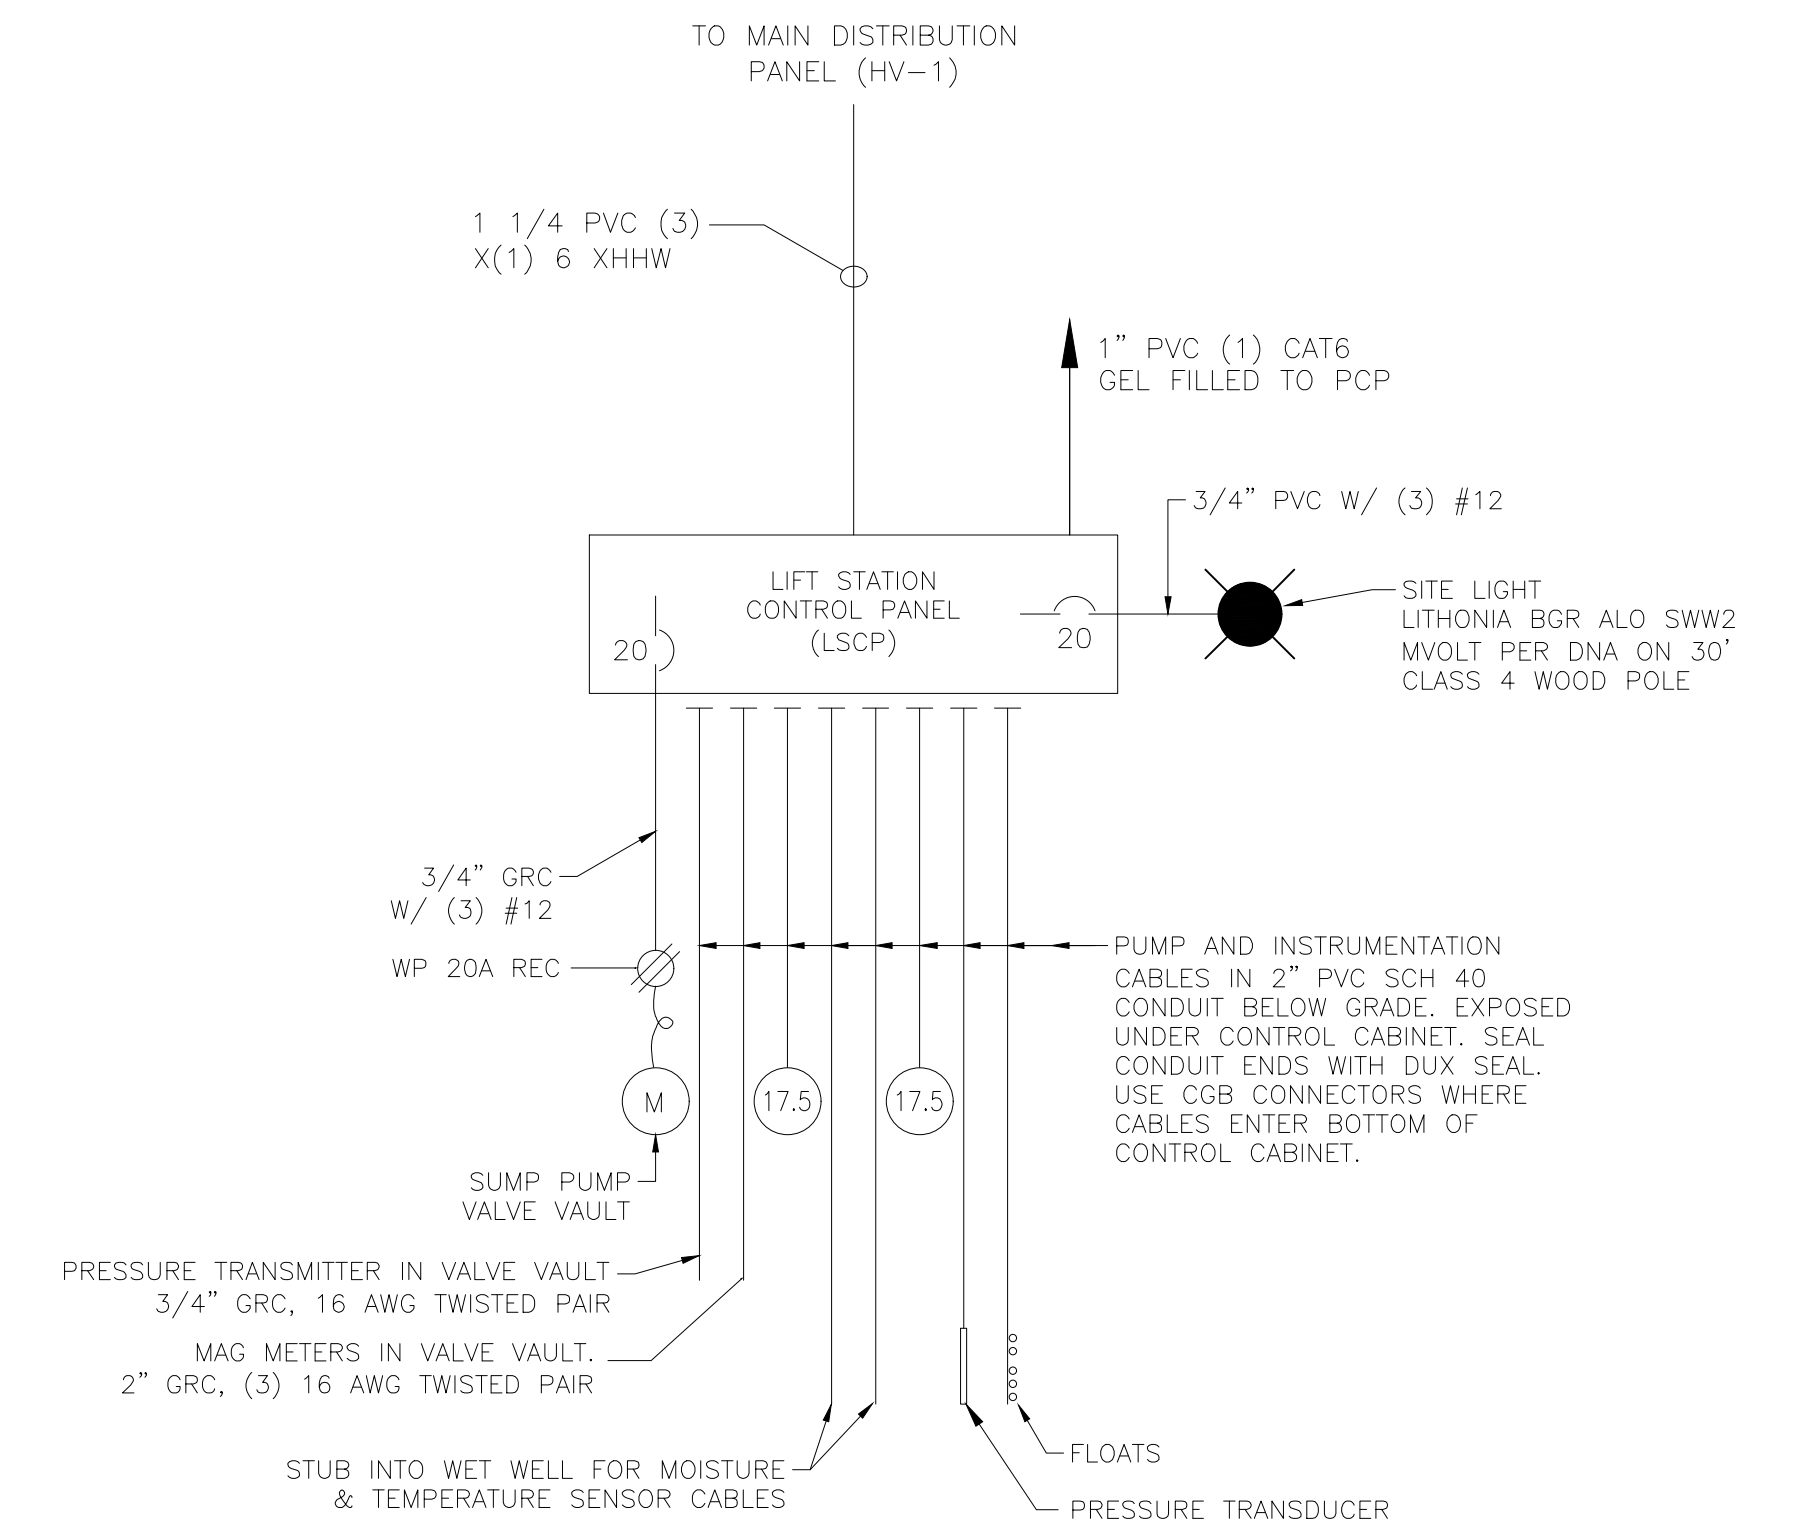 TO MAIN DISTRIBUTION
PANEL (HV-1)
1 1/4 PVC (3)
X(1) 6 XHHW
1” PVC (1) CAT6
GEL FILLED TO PCP
3/4” PVC W/ (3) #12
LIFT STATION
CONTROL PANEL
(LSCP)
20
20
SITE LIGHT
LITHONIA BGR ALO SWW2
MVOLT PER DNA ON 30’
CLASS 4 WOOD POLE
3/4” GRC
W/ (3) #12
WP 20A REC
PUMP AND INSTRUMENTATION
CABLES IN 2” PVC SCH 40
CONDUIT BELOW GRADE. EXPOSED
UNDER CONTROL CABINET. SEAL
CONDUIT ENDS WITH DUX SEAL.
USE CGB CONNECTORS WHERE
CABLES ENTER BOTTOM OF
CONTROL CABINET.
M
17.5
17.5
SUMP PUMP
VALVE VAULT
PRESSURE TRANSMITTER IN VALVE VAULT
3/4” GRC, 16 AWG TWISTED PAIR
MAG METERS IN VALVE VAULT.
2” GRC, (3) 16 AWG TWISTED PAIR
STUB INTO WET WELL FOR MOISTURE
& TEMPERATURE SENSOR CABLES
FLOATS
PRESSURE TRANSDUCER